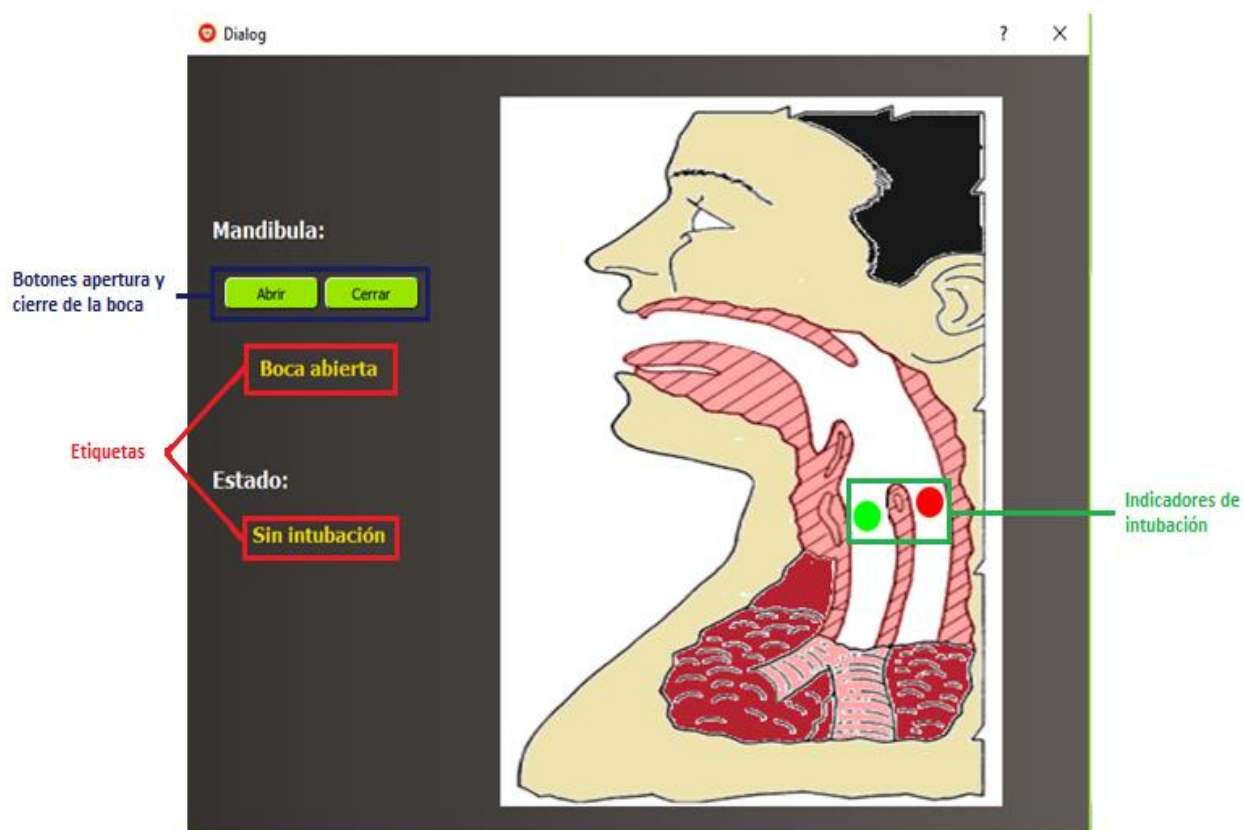 Dialog
?
Mandibula:
Botones apertura y
cierre de la boca
Abrir
Cerrar
Boca abierta
Etiquetas
Estado:
Sin intubación
Indicadores de
intubación